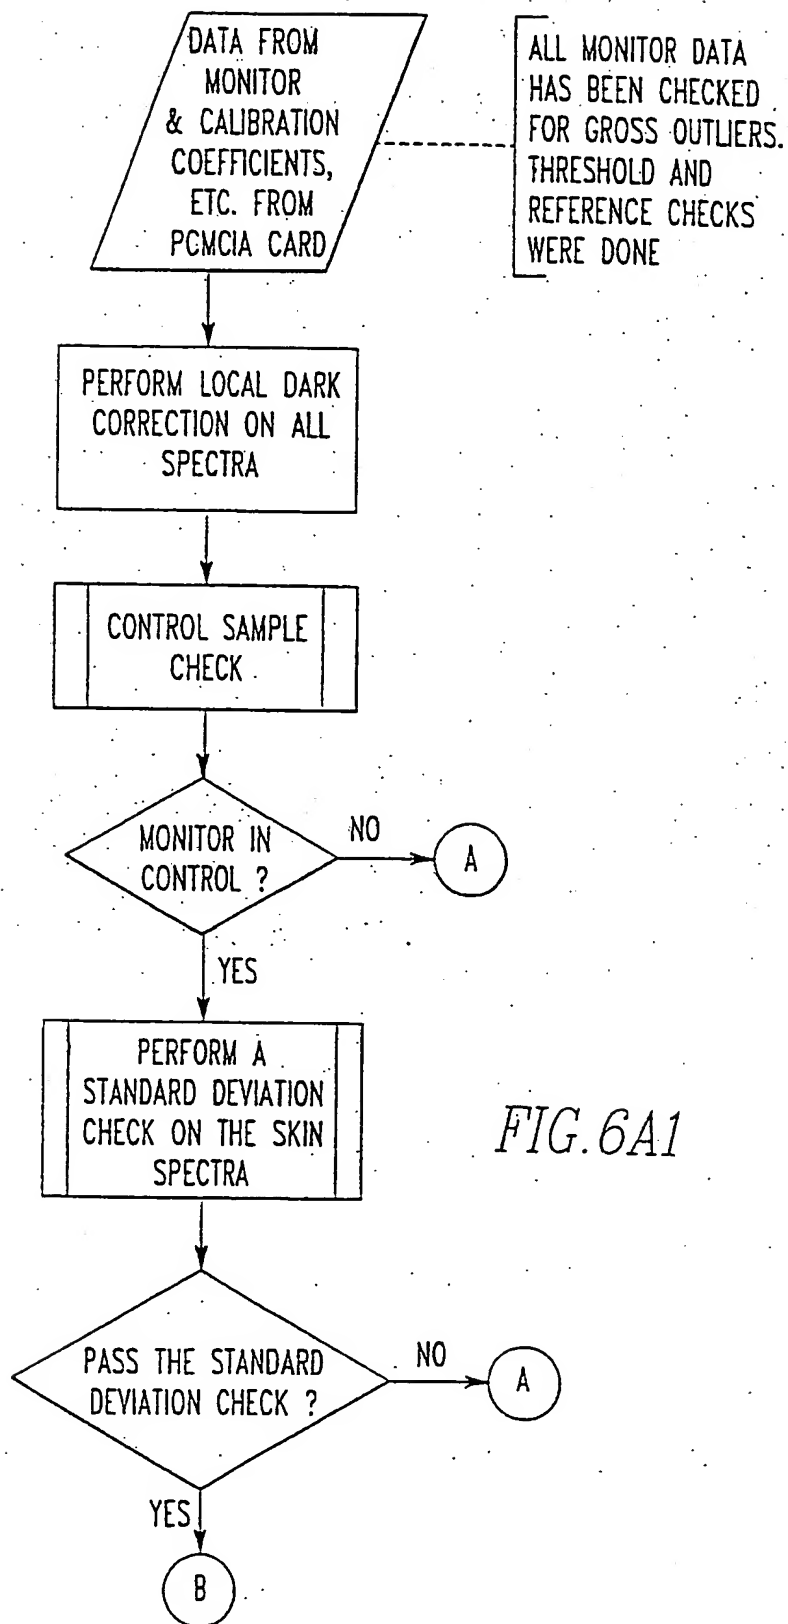 DATA FROM
MONITOR
& CALIBRATION
COEFFICIENTS,
ETC. FROM
PCMCIA CARD
ALL MONITOR DATA
HAS BEEN CHECKED
FOR GROSS OUTLIERS.
THRESHOLD AND
REFERENCE CHECKS
WERE DONE
PERFORM LOCAL DARK
CORRECTION ON ALL
SPECTRA
CONTROL SAMPLE
CHECK
MONITOR IN
CONTROL ?
NO
A
YES
PERFORM A
STANDARD DEVIATION
CHECK ON THE SKIN
SPECTRA
FIG.6A1
PASS THE STANDARD
DEVIATION CHECK ?
NO
A
YES
B